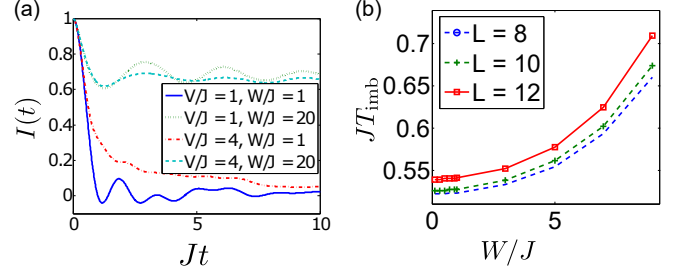 (a)
I(t)
1
0.8
0.6
0.4
0.2
0
0
5
10
Jt
V/J = 1, W/J = 1
V/J = 1, W/J = 20
V/J = 4, W/J = 1
V/J = 4, W/J = 20
(b)
JT_imb
0.7
0.65
0.6
0.55
0
5
W/J
L = 8
L = 10
L = 12